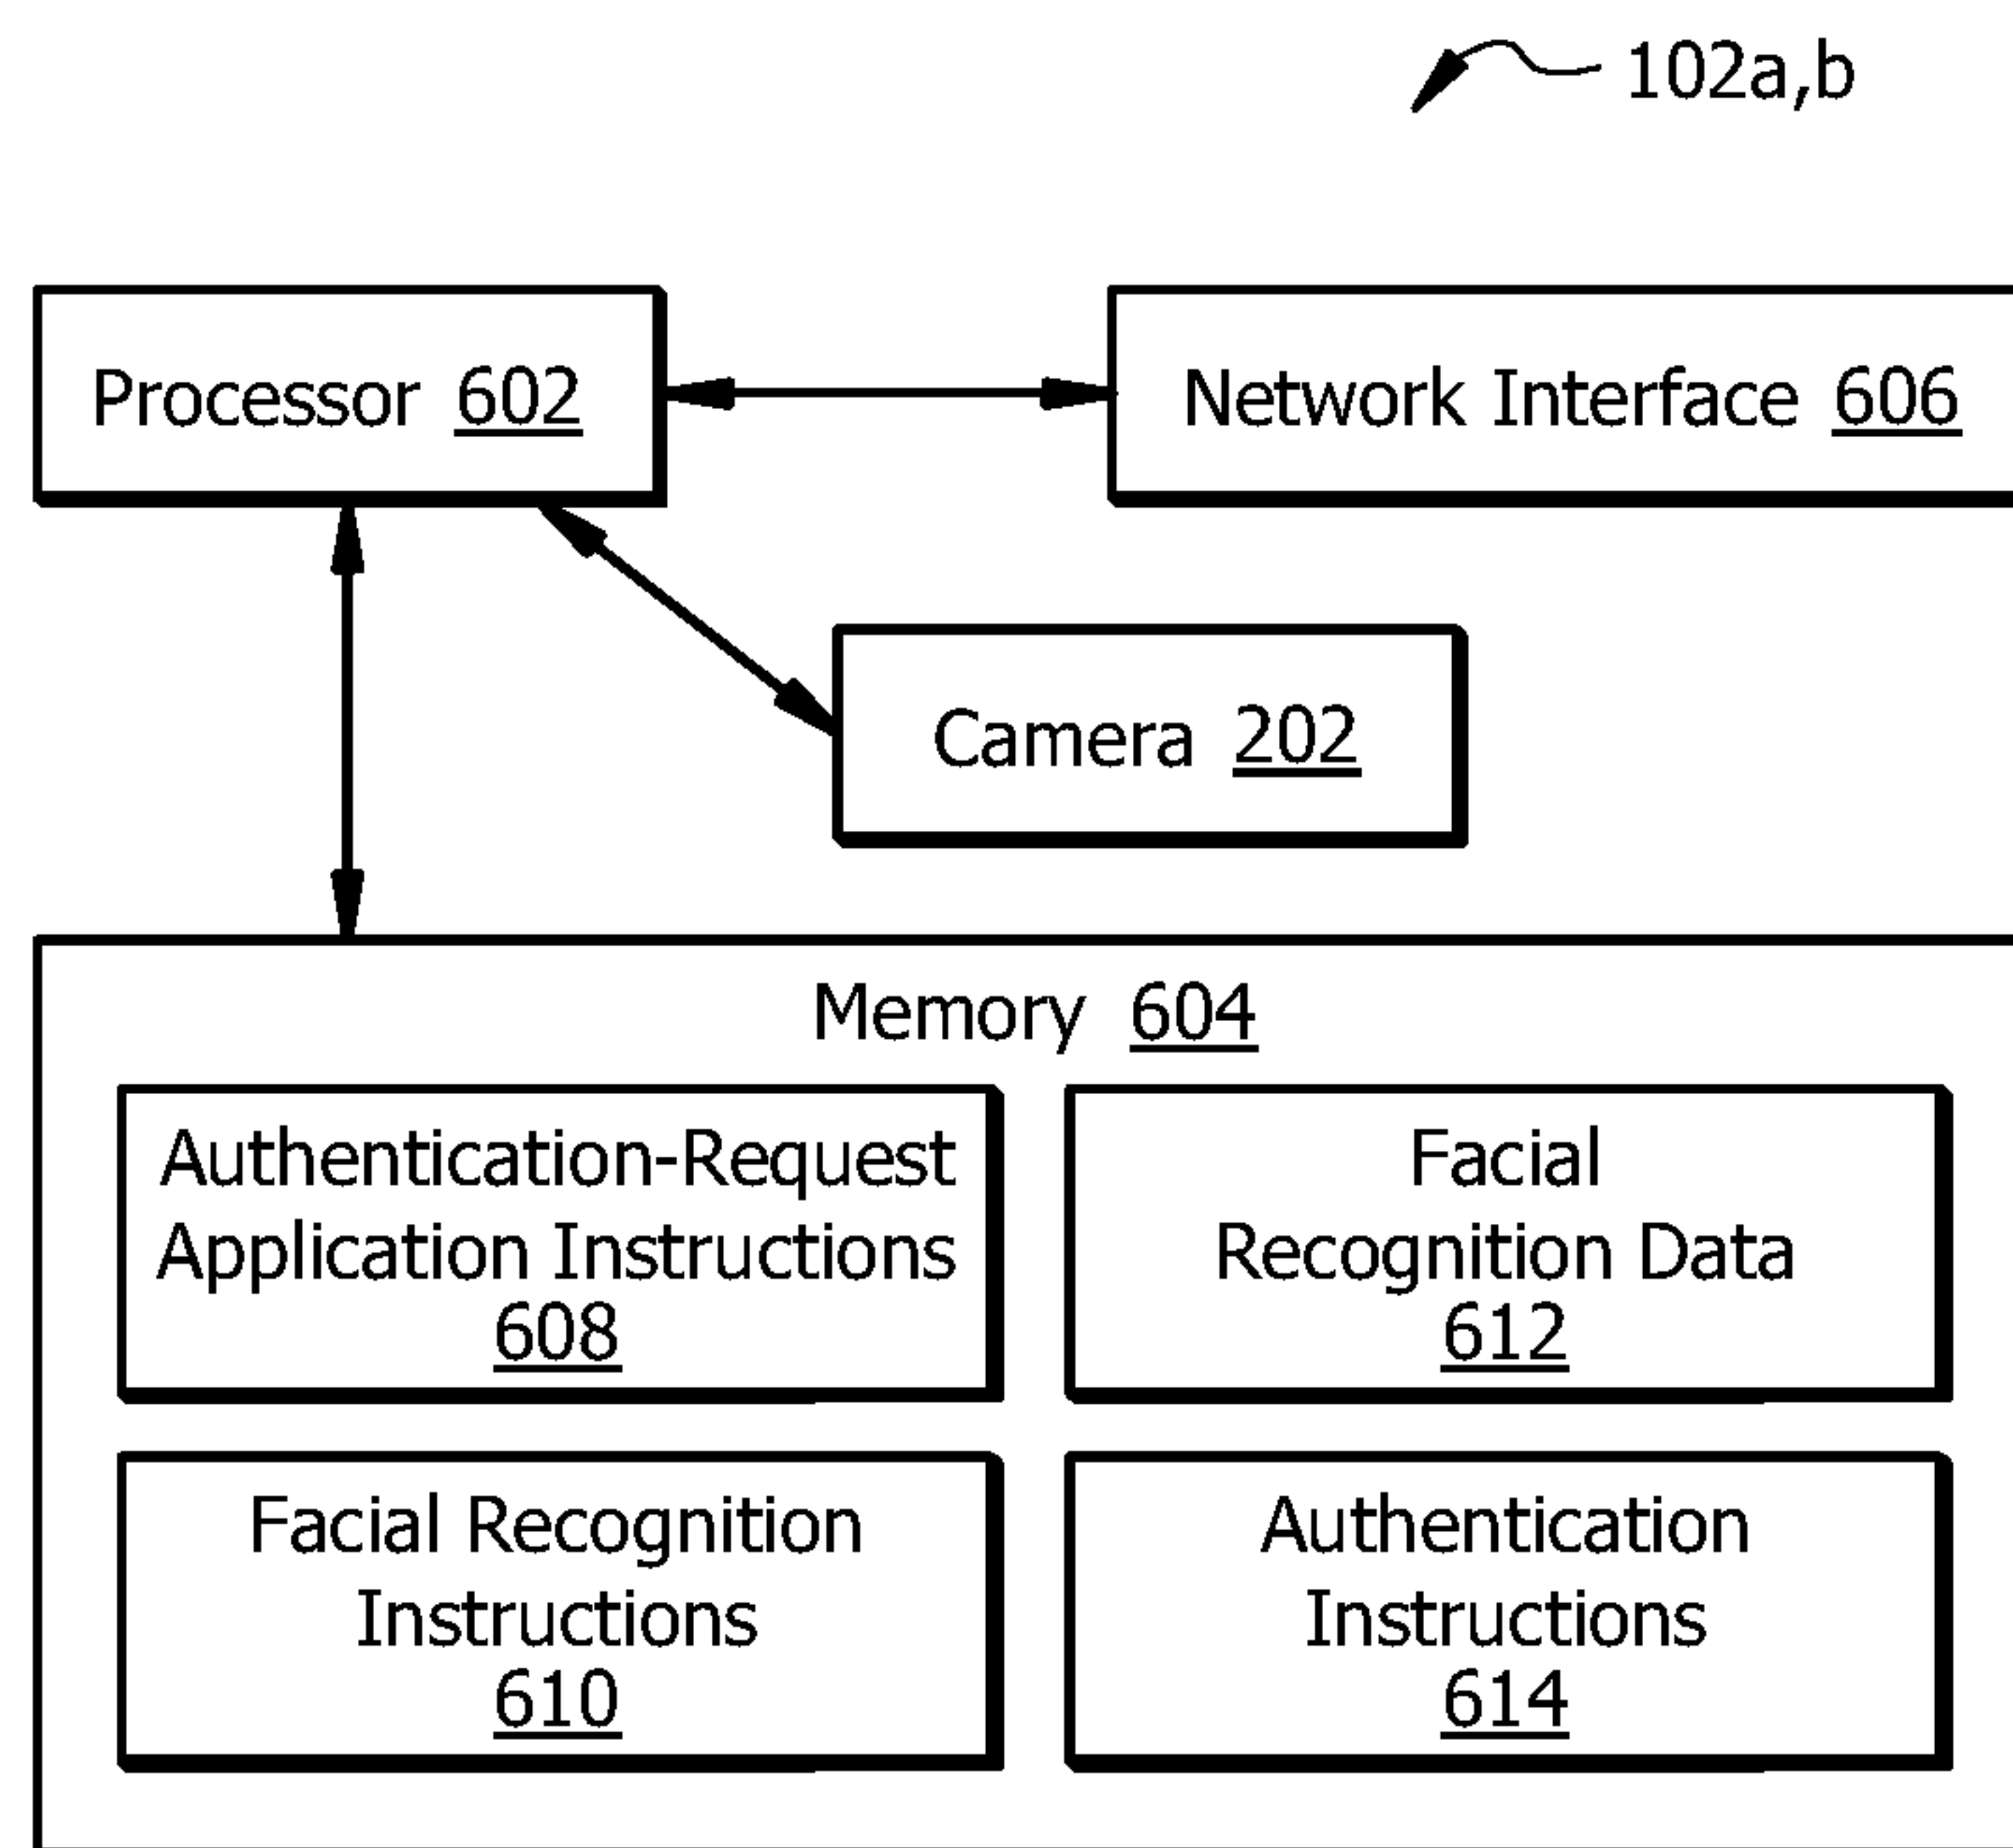 102a,b
Processor 602
Network Interface 606
Camera 202
Memory 604
Authentication-Request
Application Instructions
608
Facial
Recognition Data
612
Facial Recognition
Instructions
610
Authentication
Instructions
614